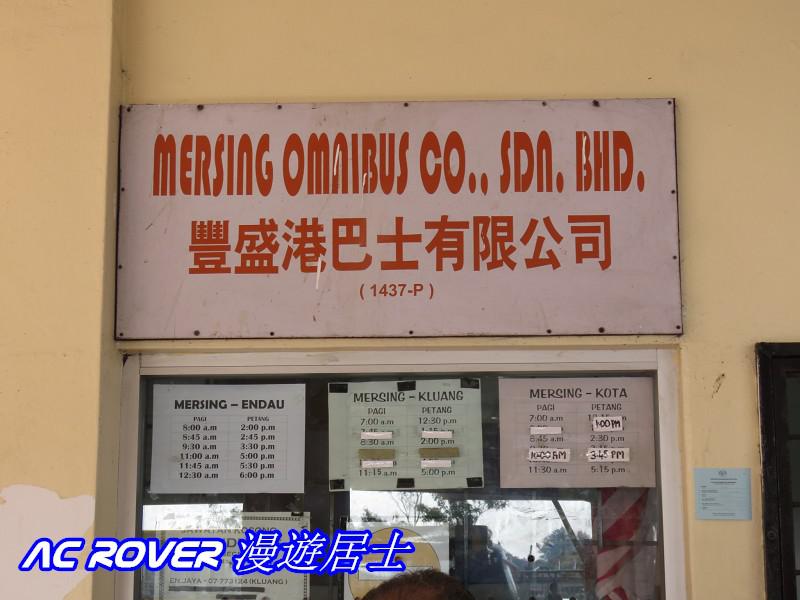 MERSING OMNIBUS CO., SDN. BHD.
豐盛港巴士有限公司
( 1437-P )
MERSING – ENDAU
PAGI PETANG
8:00 a.m 2:00 p.m
8:45 a.m 2:45 p.m
9:30 a.m 3:30 p.m
11:00 a.m 5:00 p.m
11:45 a.m 5:30 p.m
12:30 a.m 6:00 p.m
MERSING - KLUANG
PAGI PETANG
7:00 a.m 12:30 p.m
8:30 a.m 2:00 p.m
11:15 a.m 5:00 p.m
MERSING - KOTA
PAGI PETANG
7:00 a.m 1:00 PM
8:45 a.m 2:30 p.m
10:00 AM 3:45 PM
11:30 a.m 5:15 p.m
JAWATAN KOSONG
(KLUANG)
AC ROVER 漫遊居士